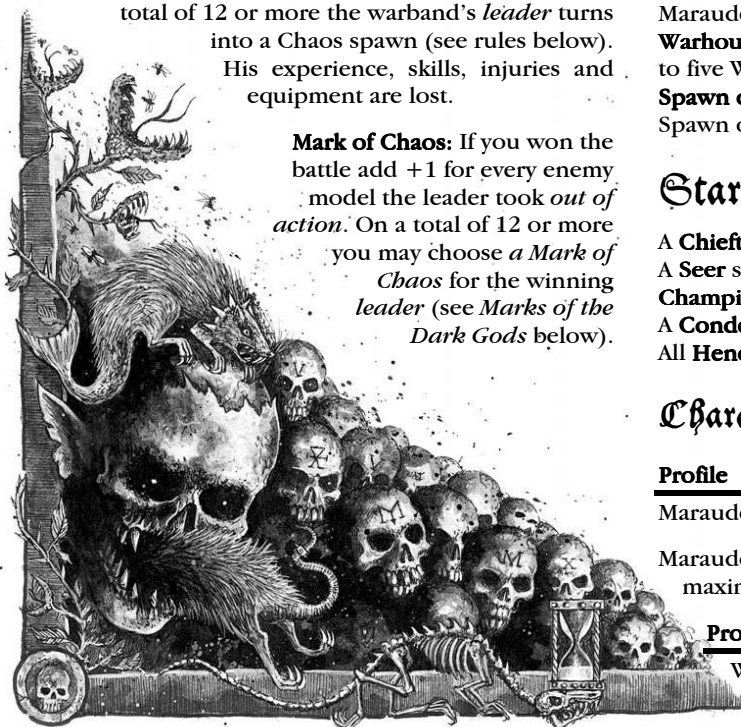 total of 12 or more the warband's leader turns
into a Chaos spawn (see rules below).
His experience, skills, injuries and
equipment are lost.
Mark of Chaos: If you won the
battle add +1 for every enemy
model the leader took out of
action. On a total of 12 or more
you may choose a Mark of
Chaos for the winning
leader (see Marks of the
Dark Gods below).
V
M
M
X
Maraude
Warhou
to five W
Spawn o
Spawn o
Star
A Chieft
A Seer s
Champi
A Conde
All Hen
Chara
Profile
Maraude
Maraude
maxi
Pro
W